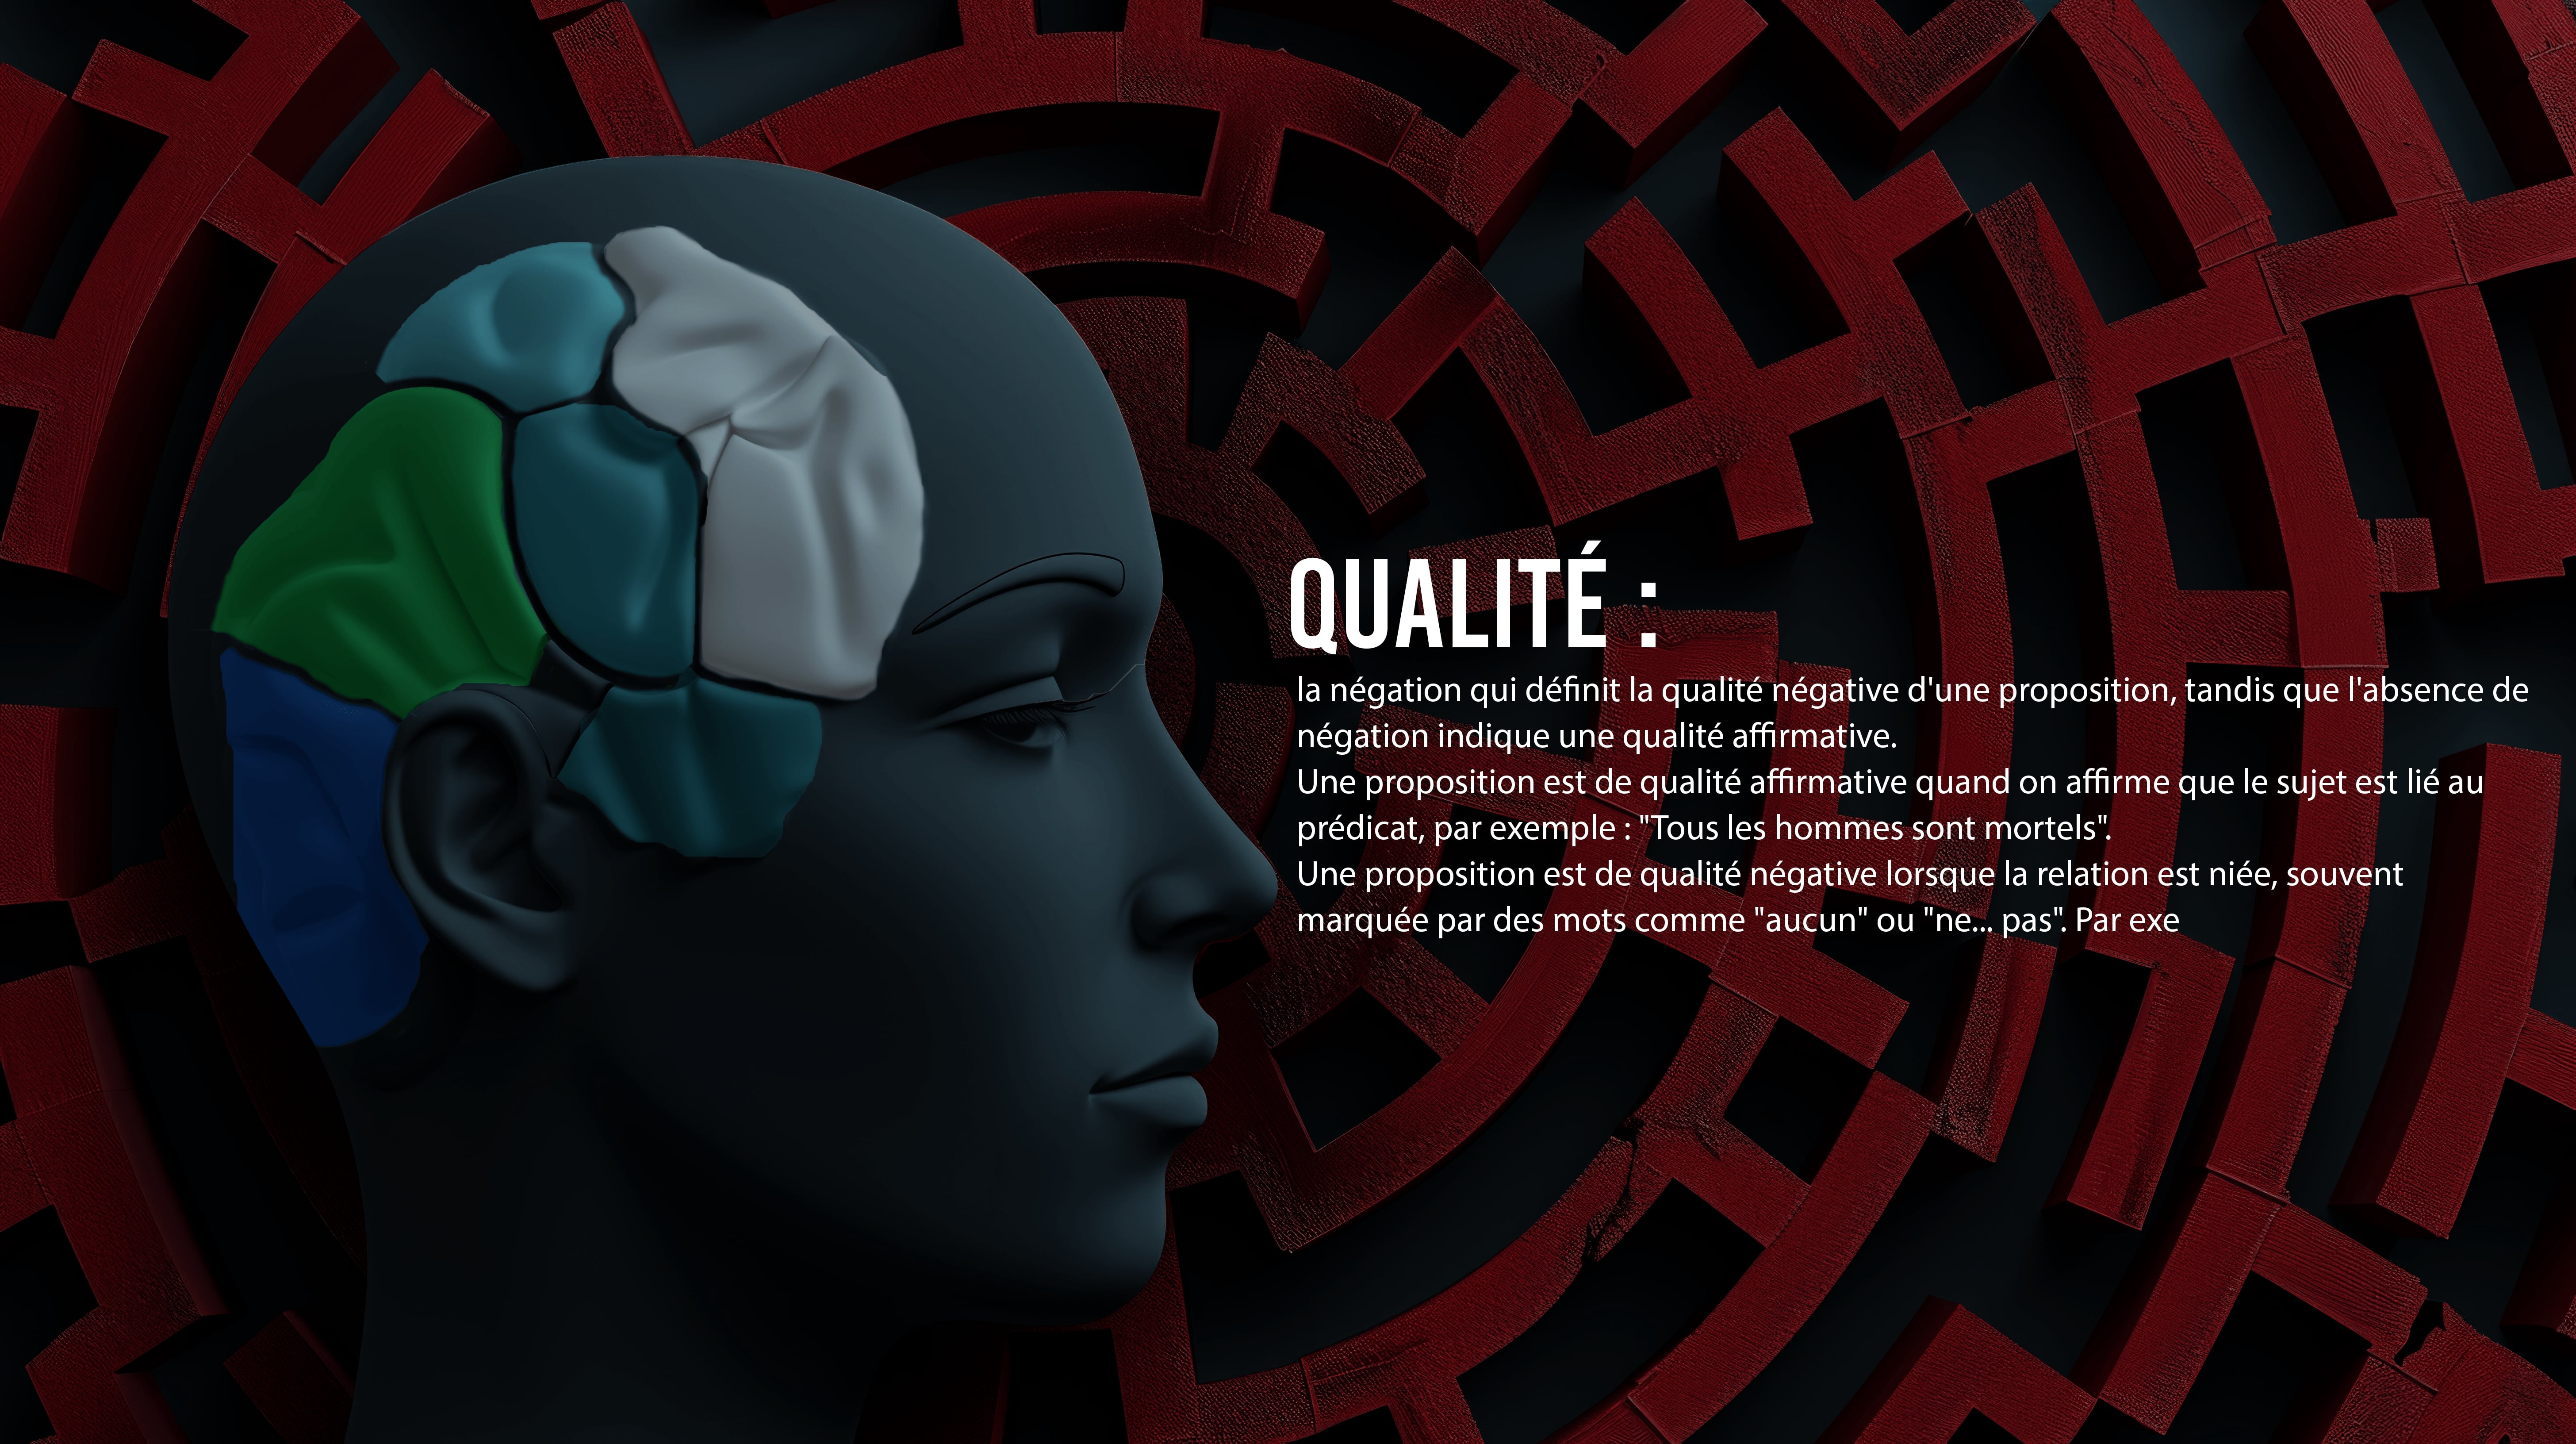 QUALITÉ :
la négation qui définit la qualité négative d'une proposition, tandis que l'absence de
négation indique une qualité affirmative.
Une proposition est de qualité affirmative quand on affirme que le sujet est lié au
prédicat, par exemple : "Tous les hommes sont mortels".
Une proposition est de qualité négative lorsque la relation est niée, souvent
marquée par des mots comme "aucun" ou "ne... pas". Par exe